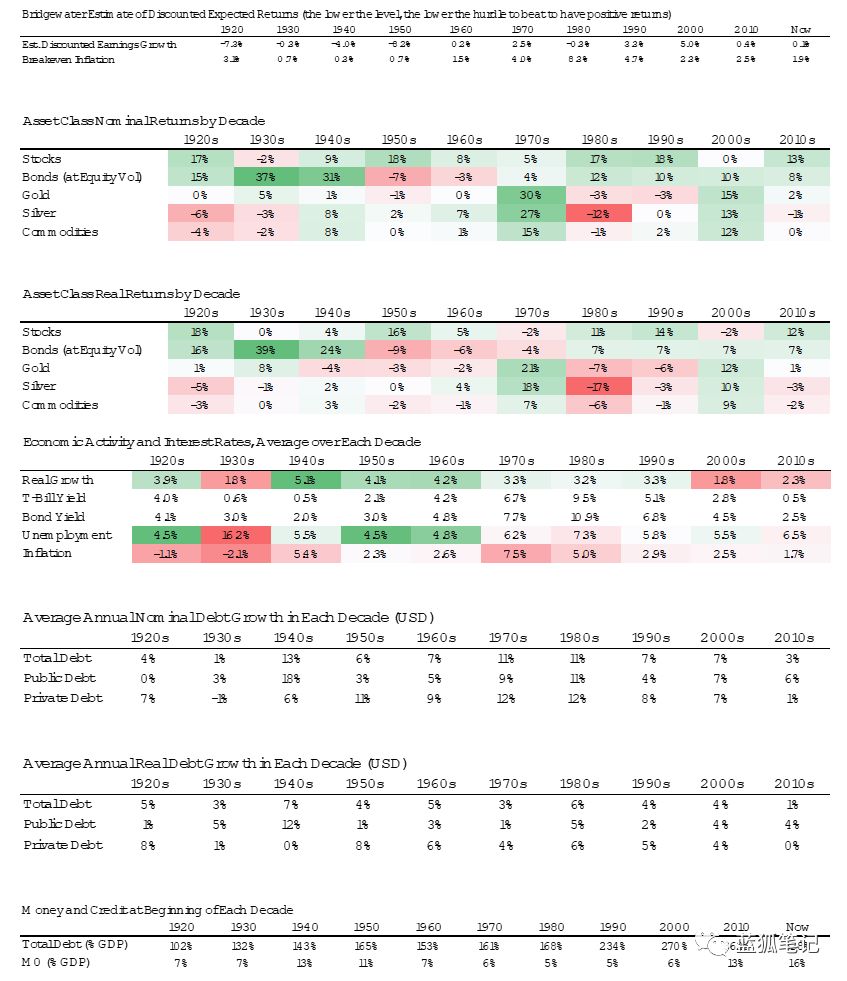 Bridgewater Estimate of Discounted Expected Returns (the lower the level, the lower the hurdle to beat to have positive returns)
1920 1930 1940 1950 1960 1970 1980 1990 2000 2010 Now
Est. Discounted Earnings Growth -7.3% -0.3% -4.0% 0.2% 2.5% -0.3% 3.2% 5.0% 0.4% 0.1%
Breakeven Inflation 3.1% 0.7% 0.3% 0.7% 1.5% 4.0% 8.3% 4.7% 2.3% 2.5% 1.9%
Asset Class Nominal Returns by Decade
1920s 1930s 1940s 1950s 1960s 1970s 1980s 1990s 2000s 2010s
Stocks 17% -2% 9% 18% 8% 5% 17% 18% 0% 13%
Bonds (at Equity Vol) 15% 37% 31% -7% -3% 4% 12% 10% 10% 8%
Gold 0% 5% 1% -1% 0% 30% -3% -3% 15% 2%
Silver -6% -3% 8% 2% 7% 27% -12% 0% 13% -1%
Commodities -4% -2% 8% 0% 1% 15% -1% 2% 12% 0%
Asset Class Real Returns by Decade
1920s 1930s 1940s 1950s 1960s 1970s 1980s 1990s 2000s 2010s
Stocks 18% 0% 4% 16% 5% -2% 11% 14% -2% 12%
Bonds (at Equity Vol) 16% 39% 24% -9% -6% -4% 7% 7% 7% 7%
Gold 1% 8% -4% -3% -2% 21% -7% -6% 12% 1%
Silver -5% -1% 2% 0% 4% 18% -17% -3% 10% -3%
Commodities -3% 0% 3% -2% -1% 7% -6% -1% 9% -2%
Economic Activity and Interest Rates, Average over Each Decade
1920s 1930s 1940s 1950s 1960s 1970s 1980s 1990s 2000s 2010s
Real Growth 3.9% 1.8% 5.1% 4.1% 4.2% 3.3% 3.2% 3.3% 1.8% 2.3%
T-Bill Yield 4.0% 0.6% 0.5% 2.1% 4.2% 6.7% 9.5% 5.1% 2.8% 0.5%
Bond Yield 4.1% 3.0% 2.0% 3.0% 4.8% 7.7% 10.9% 6.8% 4.5% 2.5%
Unemployment 4.5% 16.2% 5.5% 4.5% 4.8% 6.2% 7.3% 5.8% 5.5% 6.5%
Inflation -1.1% -2.1% 5.4% 2.3% 2.6% 7.5% 5.0% 2.9% 2.5% 1.7%
Average Annual Nominal Debt Growth in Each Decade (USD)
1920s 1930s 1940s 1950s 1960s 1970s 1980s 1990s 2000s 2010s
Total Debt 4% 1% 13% 6% 7% 11% 11% 7% 7% 3%
Public Debt 0% 3% 18% 3% 5% 9% 11% 4% 7% 6%
Private Debt 7% -1% 6% 11% 9% 12% 12% 8% 7% 1%
Average Annual Real Debt Growth in Each Decade (USD)
1920s 1930s 1940s 1950s 1960s 1970s 1980s 1990s 2000s 2010s
Total Debt 5% 3% 7% 4% 5% 3% 6% 4% 4% 1%
Public Debt 1% 5% 12% 1% 3% 1% 5% 2% 4% 4%
Private Debt 8% 1% 0% 8% 6% 4% 6% 5% 4% 0%
Money and Credit at Beginning of Each Decade
1920 1930 1940 1950 1960 1970 1980 1990 2000 2010 Now
Total Debt (% GDP) 102% 132% 143% 165% 153% 161% 168% 234% 270%
M0 (% GDP) 7% 7% 13% 11% 7% 6% 5% 5% 6% 13% 16%
蓝狐笔记